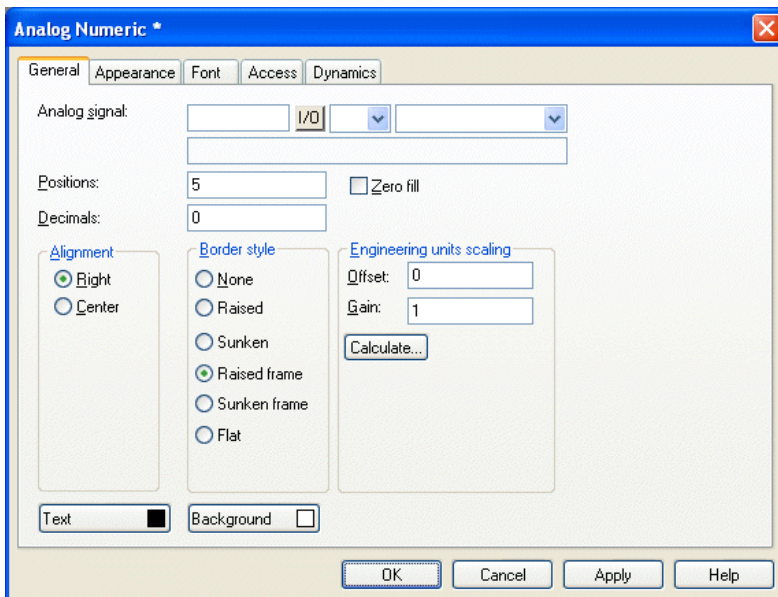 Analog Numeric *
General Appearance Font Access Dynamics
Analog signal: I/O
Positions: 5 Zero fill
Decimals: 0
Alignment Border style Engineering units scaling
Right None Offset: 0
Center Raised Gain: 1
Sunken Calculate...
Raised frame
Sunken frame
Flat
Text Background
OK Cancel Apply Help